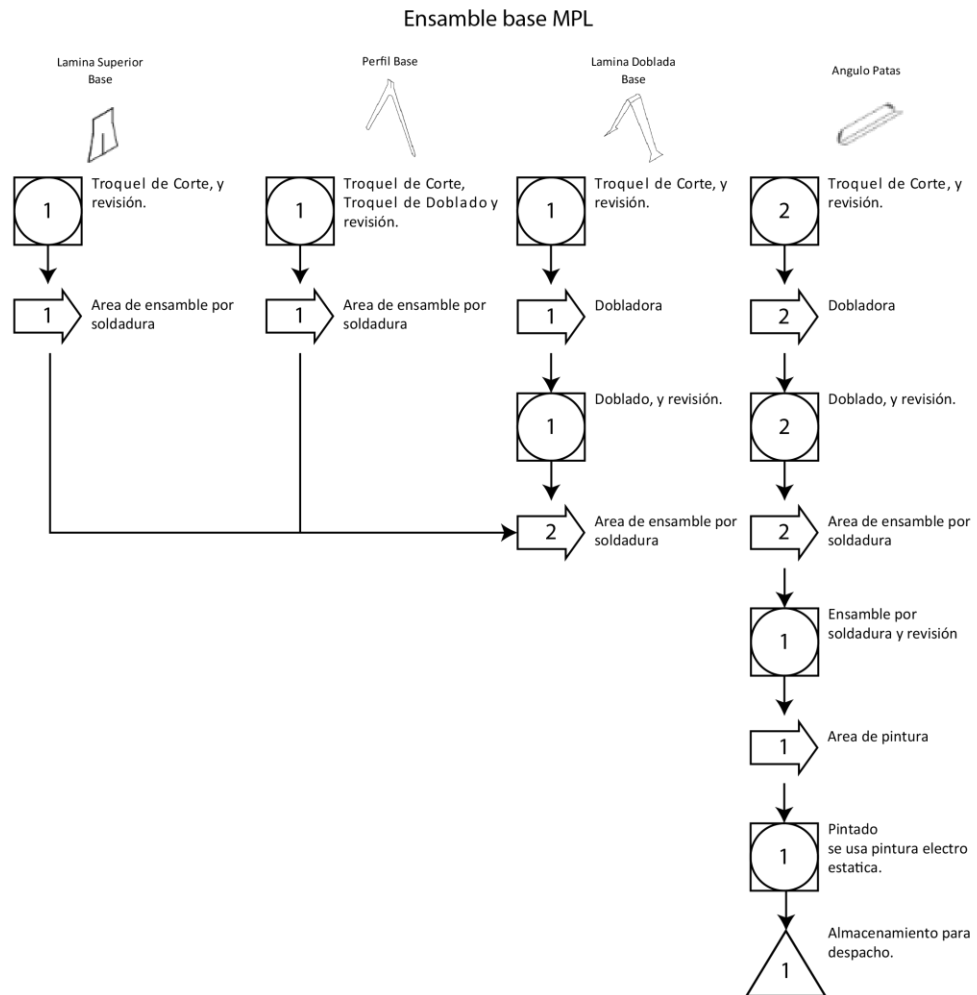 Ensamble base MPL
Lamina Superior
Base
Perfil Base
Lamina Doblada
Base
Angulo Patas
1
Troquel de Corte, y
revisión.
1
Troquel de Corte,
Troquel de Doblado y
revisión.
1
Troquel de Corte, y
revisión.
2
Troquel de Corte, y
revisión.
1
Area de ensamble por
soldadura
1
Area de ensamble por
soldadura
1
Dobladora
2
Dobladora
1
Doblado, y revisión.
2
Doblado, y revisión.
2
Area de ensamble por
soldadura
2
Area de ensamble por
soldadura
1
Ensamble por
soldadura y revisión
1
Area de pintura
1
Pintado
se usa pintura electro
estatica.
1
Almacenamiento para
despacho.